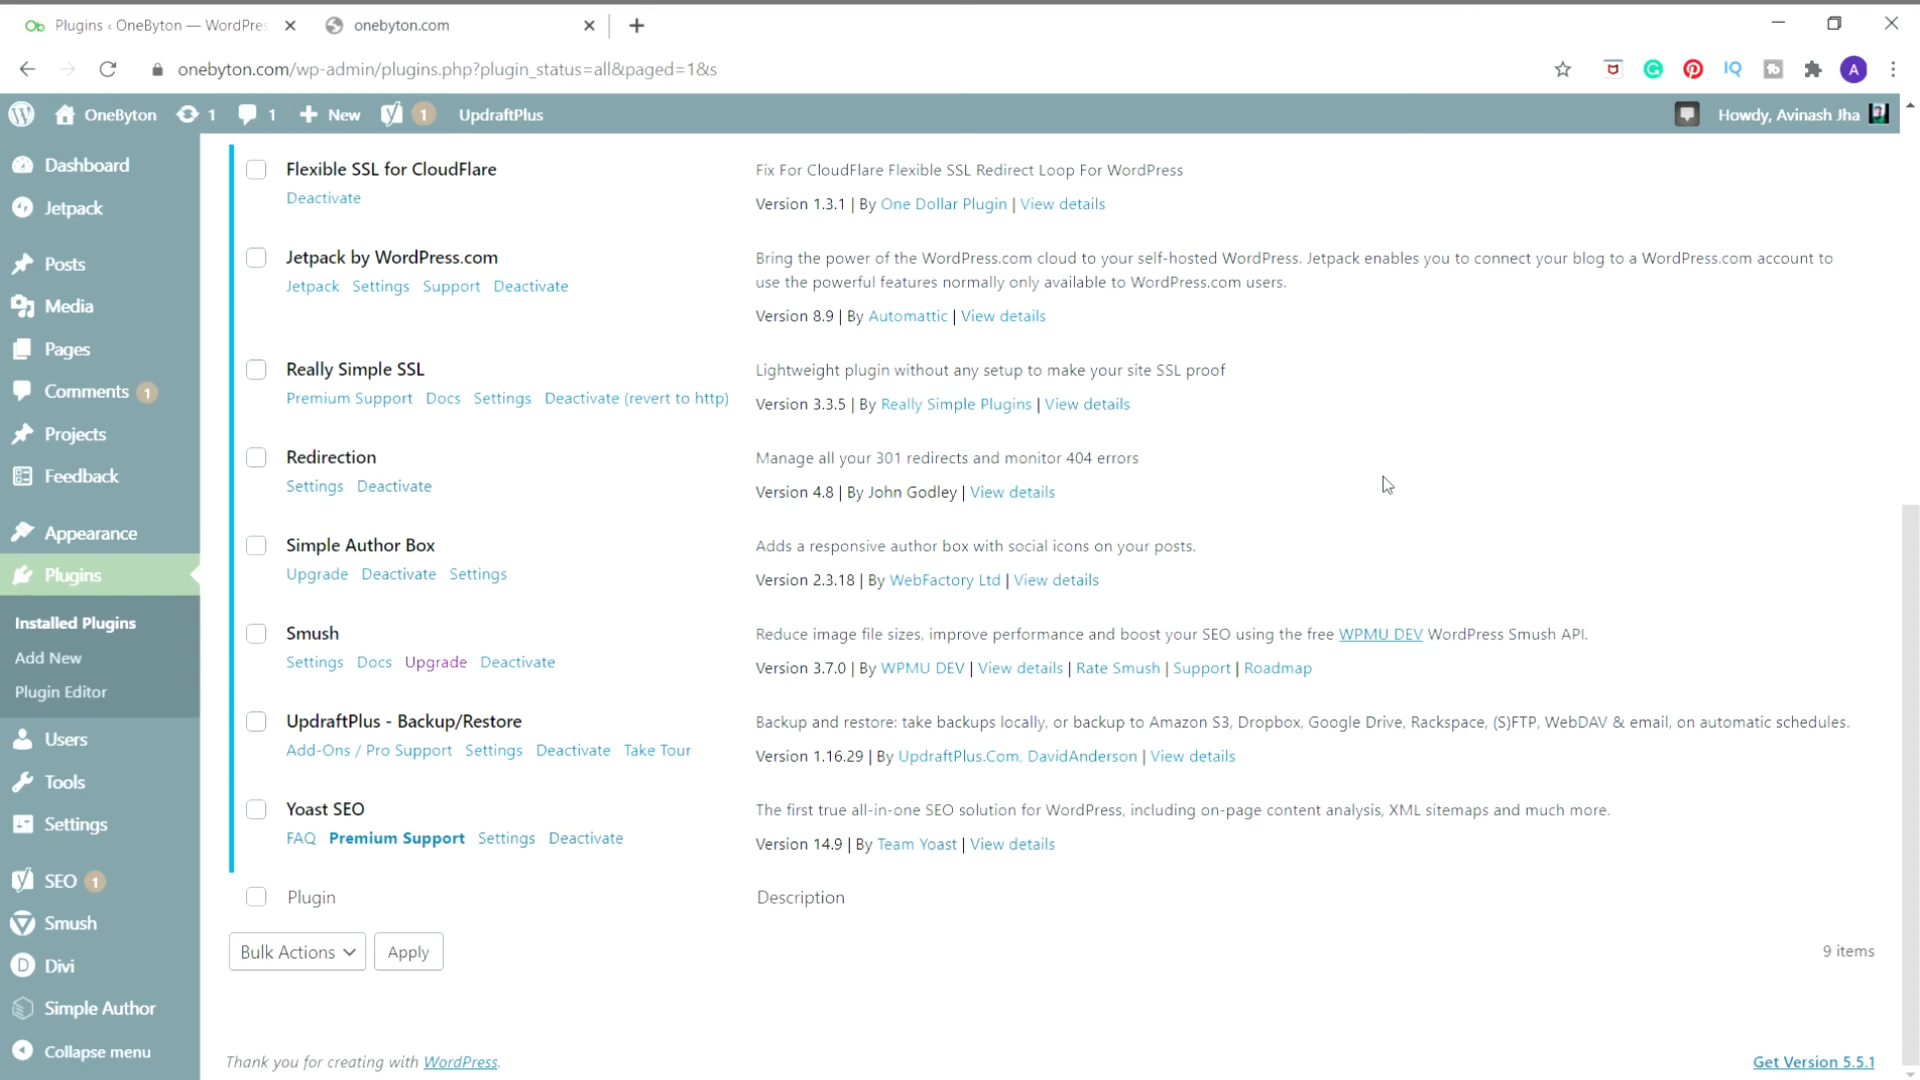 Plugins ‹ OneByton — WordPres
onebyton.com
onebyton.com/wp-admin/plugins.php?plugin_status=all&paged=1&s
OneByton 1 1 New 1 UpdraftPlus Howdy, Avinash Jha
Dashboard
Jetpack
Posts
Media
Pages
Comments 1
Projects
Feedback
Appearance
Plugins
Installed Plugins
Add New
Plugin Editor
Users
Tools
Settings
SEO 1
Smush
Divi
Simple Author
Collapse menu
Flexible SSL for CloudFlare
Deactivate
Fix For CloudFlare Flexible SSL Redirect Loop For WordPress
Version 1.3.1 | By One Dollar Plugin | View details
Jetpack by WordPress.com
Jetpack Settings Support Deactivate
Bring the power of the WordPress.com cloud to your self-hosted WordPress. Jetpack enables you to connect your blog to a WordPress.com account to
use the powerful features normally only available to WordPress.com users.
Version 8.9 | By Automattic | View details
Really Simple SSL
Premium Support Docs Settings Deactivate (revert to http)
Lightweight plugin without any setup to make your site SSL proof
Version 3.3.5 | By Really Simple Plugins | View details
Redirection
Settings Deactivate
Manage all your 301 redirects and monitor 404 errors
Version 4.8 | By John Godley | View details
Simple Author Box
Upgrade Deactivate Settings
Adds a responsive author box with social icons on your posts.
Version 2.3.18 | By WebFactory Ltd | View details
Smush
Settings Docs Upgrade Deactivate
Reduce image file sizes, improve performance and boost your SEO using the free WPMU DEV WordPress Smush API.
Version 3.7.0 | By WPMU DEV | View details | Rate Smush | Support | Roadmap
UpdraftPlus - Backup/Restore
Add-Ons / Pro Support Settings Deactivate Take Tour
Backup and restore: take backups locally, or backup to Amazon S3, Dropbox, Google Drive, Rackspace, (S)FTP, WebDAV & email, on automatic schedules.
Version 1.16.29 | By UpdraftPlus.Com, DavidAnderson | View details
Yoast SEO
FAQ Premium Support Settings Deactivate
The first true all-in-one SEO solution for WordPress, including on-page content analysis, XML sitemaps and much more.
Version 14.9 | By Team Yoast | View details
Plugin Description
Bulk Actions Apply 9 items
Thank you for creating with WordPress. Get Version 5.5.1